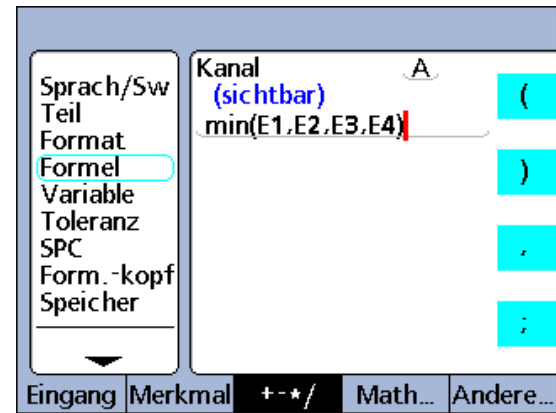 Sprach/Sw
Teil
Format
Formel
Variable
Toleranz
SPC
Form.-kopf
Speicher
Kanal A
(sichtbar)
min(E1,E2,E3,E4)
(
)
,
;
Eingang Merkmal +-*/ Math... Andere...